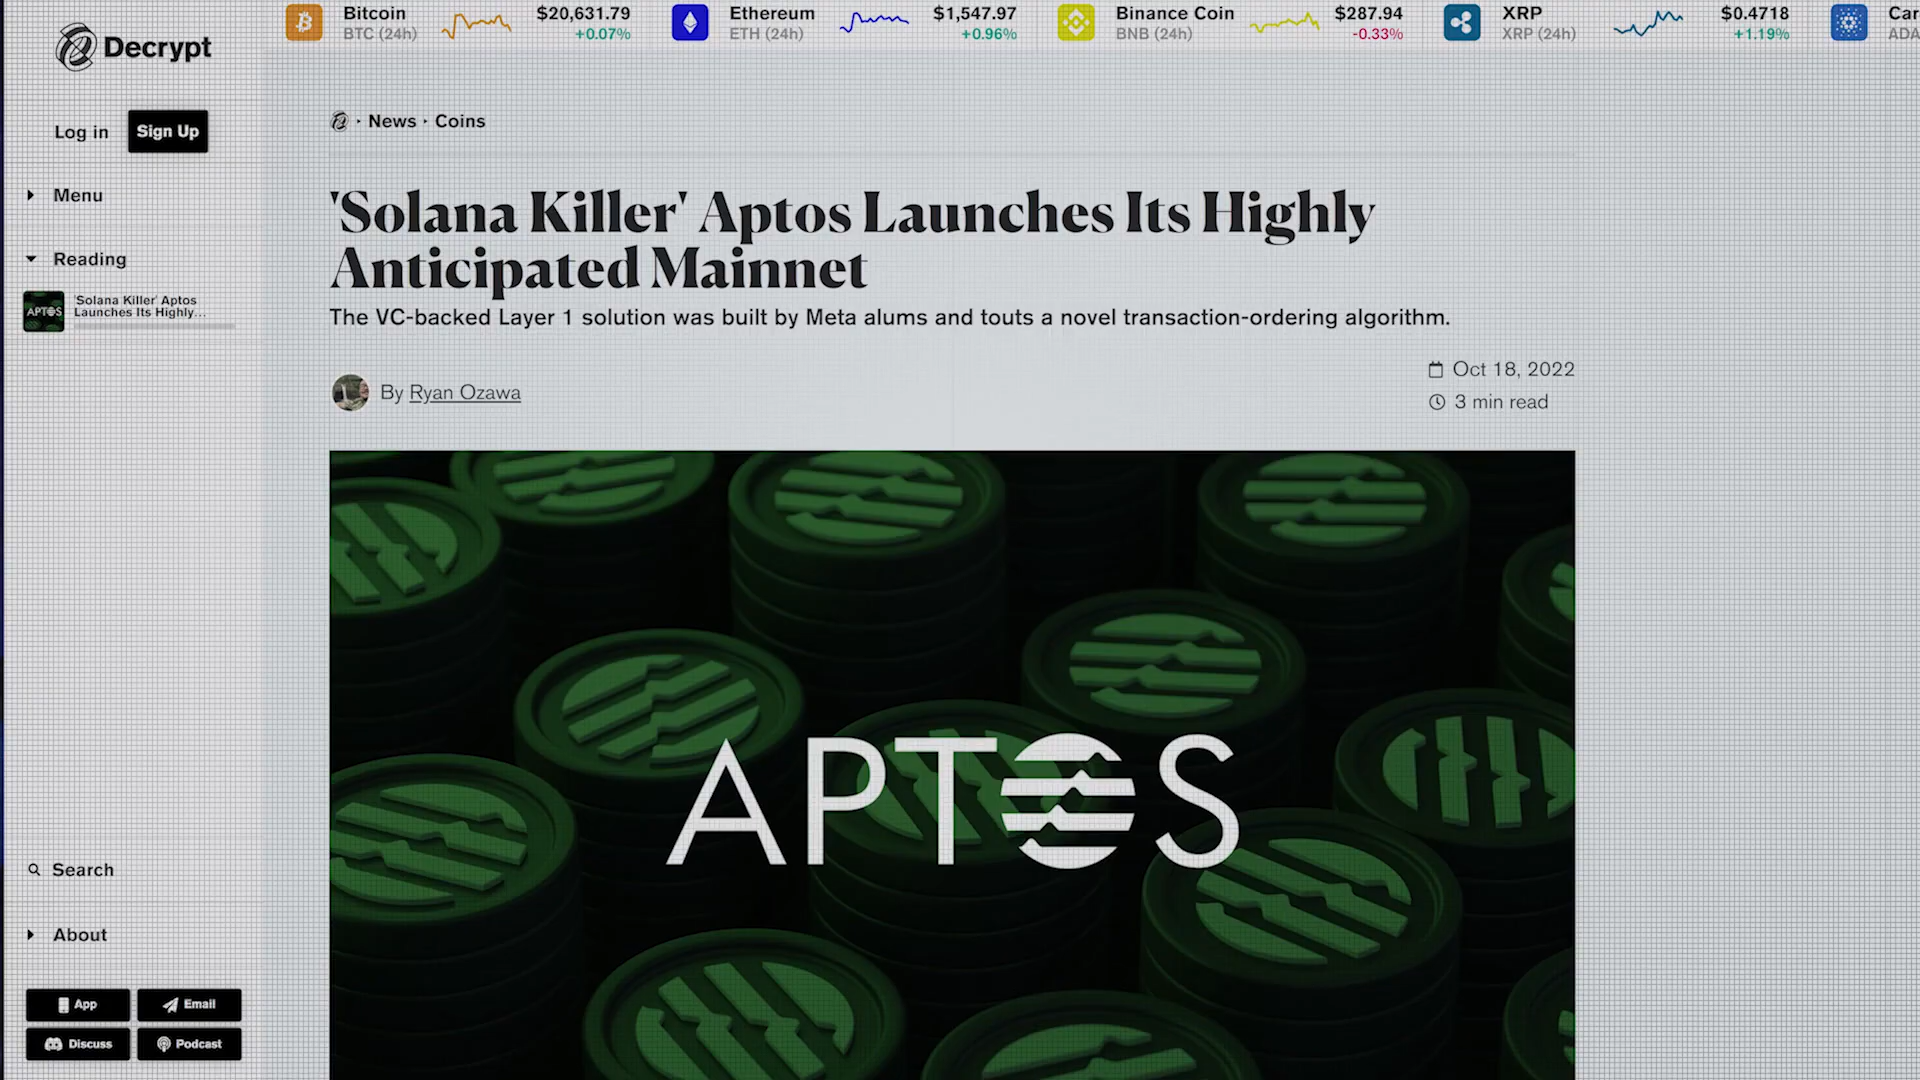 Decrypt
Bitcoin
BTC (24h)
$20,631.79
+0.07%
Ethereum
ETH (24h)
$1,547.97
+0.96%
Binance Coin
BNB (24h)
$287.94
-0.33%
XRP
XRP (24h)
$0.4718
+1.19%
Car
ADA
Log in
Sign Up
Menu
Reading
'Solana Killer' Aptos
Launches Its Highly...
APTOS
News · Coins
'Solana Killer' Aptos Launches Its Highly
Anticipated Mainnet
The VC-backed Layer 1 solution was built by Meta alums and touts a novel transaction-ordering algorithm.
By Ryan Ozawa
Oct 18, 2022
3 min read
APTOS
Search
About
App
Email
Discuss
Podcast